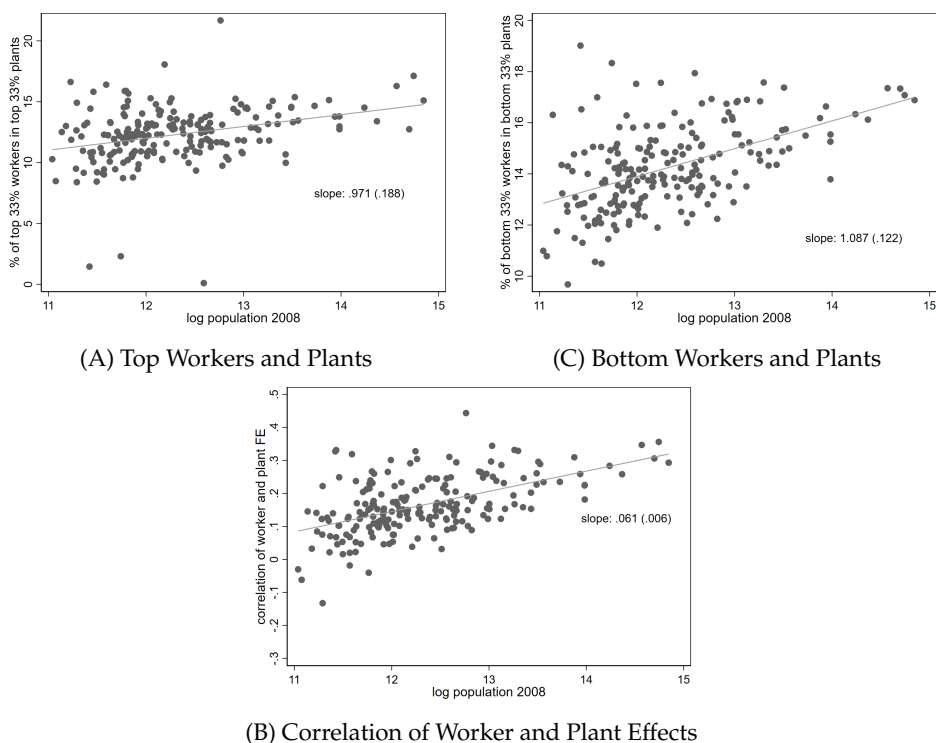 % of top 33% workers in top 33% plants
20
15
10
5
0
slope: .971 (.188)
11 12 13 14 15
log population 2008
(A) Top Workers and Plants
% of bottom 33% workers in bottom 33% plants
18
16
14
12
10
slope: 1.087 (.122)
11 12 13 14 15
log population 2008
(C) Bottom Workers and Plants
correlation of worker and plant FE
.5
.4
.3
.2
.1
0
-.1
-.2
-.3
slope: .061 (.006)
11 12 13 14 15
log population 2008
(B) Correlation of Worker and Plant Effects